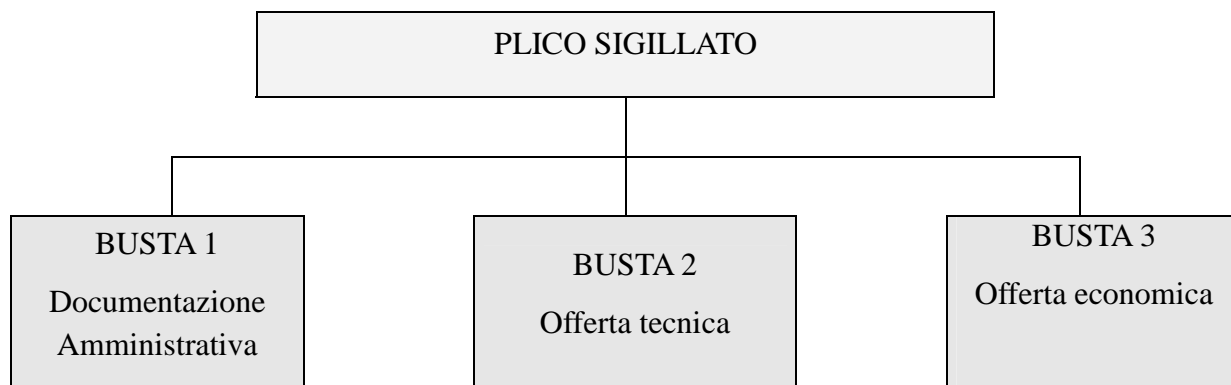 PLICO SIGILLATO
BUSTA 1
Documentazione
Amministrativa
BUSTA 2
Offerta tecnica
BUSTA 3
Offerta economica